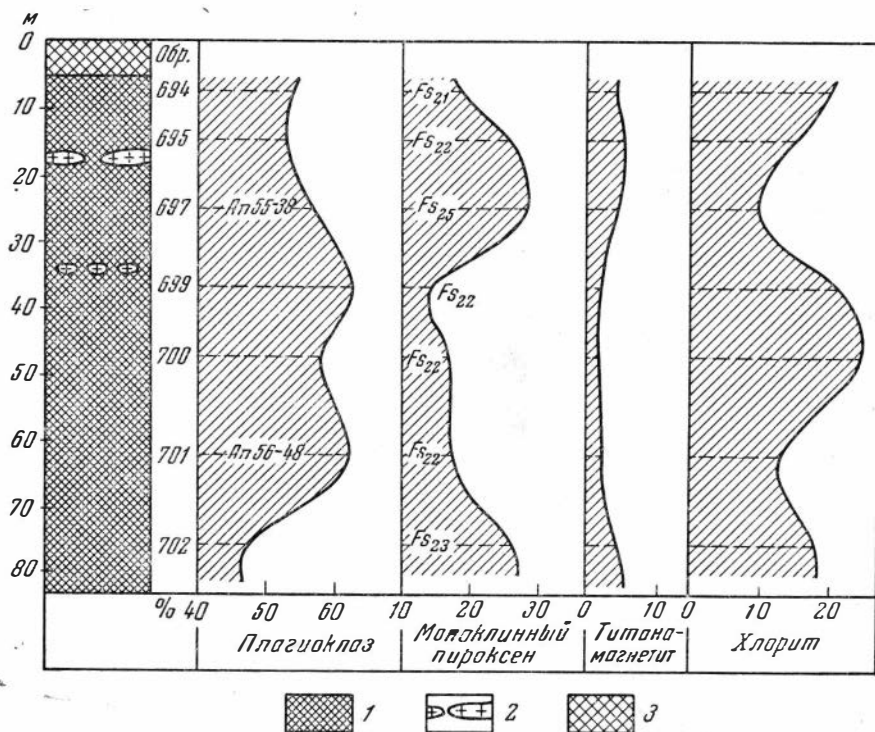 м
0
10
20
30
40
50
60
70
80
Обр.
694
695
697
699
700
701
702
Ап55-38
Ап56-48
Fs21
Fs22
Fs25
Fs22
Fs22
Fs22
Fs23
% 40 50 60 10 20 30 0 10 0 10 20
Плагиоклаз
Моноклинный пироксен
Титано-магнетит
Хлорит
1 2 3